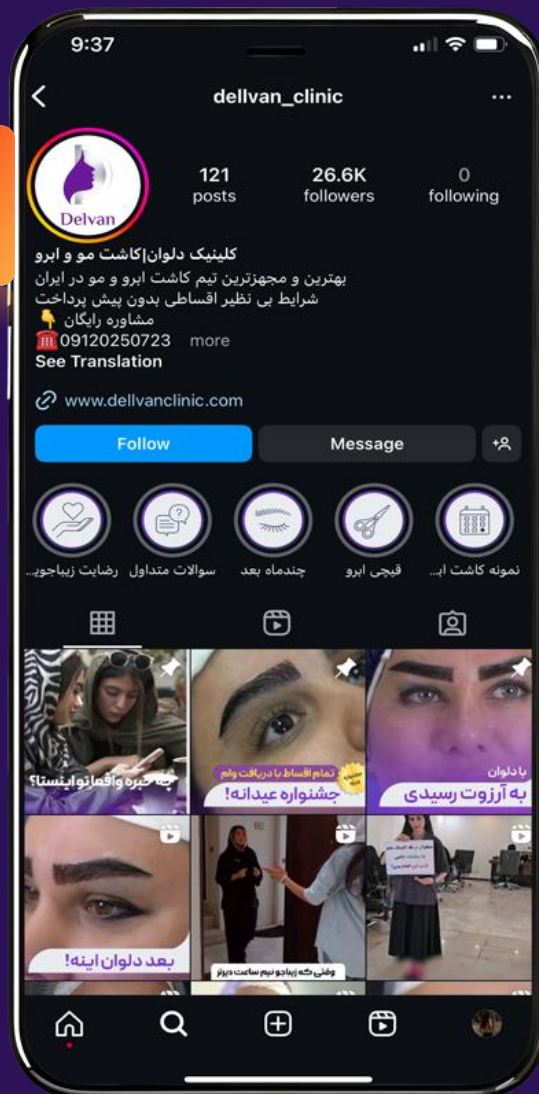 9:37
dellvan_clinic
Delvan
121
posts
26.6K
followers
0
following
کلینیک دلوان|کاشت مو و ابرو
بهترین و مجهزترین تیم کاشت ابرو و مو در ایران
شرایط بی نظیر اقساطی بدون پیش پرداخت
مشاوره رایگان 👇
☎️09120250723 more
See Translation
www.dellvanclinic.com
Follow
Message
رضایت زیباجویـ...
سوالات متداول
چندماه بعد
قیچی ابرو
نمونه کاشت ابـ...
چه خبره واقعا تو اینستا؟
تمام اقساط با دریافت وام
جشنواره عیدانه!
با دلوان
به آرزوت رسیدی
بعد دلوان اینه!
وقتی که زیباجو نیم ساعت دیرتر